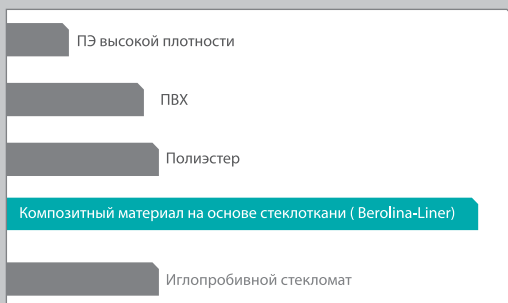 ПЭ высокой плотности
ПВХ
Полиэстер
Композитный материал на основе стеклоткани ( Berolina-Liner)
Иглопробивной стекломат